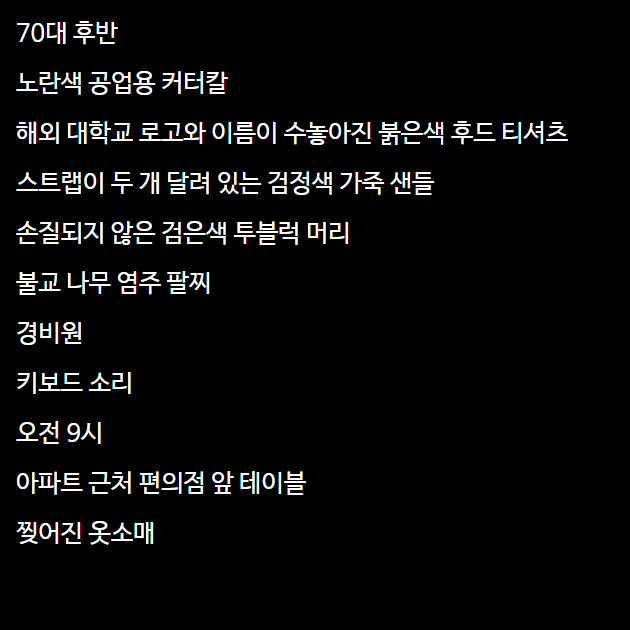 70대 후반
노란색 공업용 커터칼
해외 대학교 로고와 이름이 수놓아진 붉은색 후드 티셔츠
스트랩이 두 개 달려 있는 검정색 가죽 샌들
손질되지 않은 검은색 투블럭 머리
불교 나무 염주 팔찌
경비원
키보드 소리
오전 9시
아파트 근처 편의점 앞 테이블
찢어진 옷소매